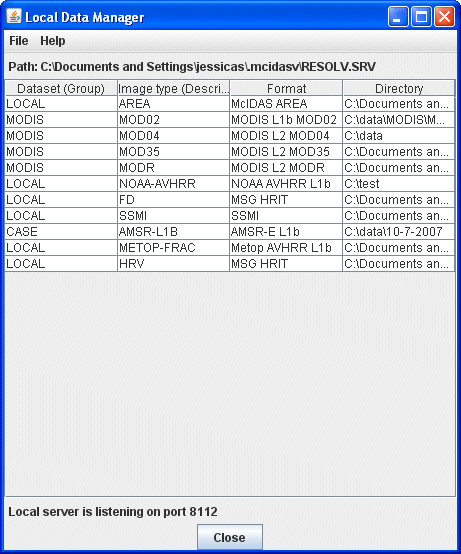 Local Data Manager
File Help
Path: C:\Documents and Settings\jessicas\.mcidasv\RESOLV.SRV
Dataset (Group) Image type (Descri... Format Directory
LOCAL AREA McIDAS AREA C:\Documents an...
MODIS MOD02 MODIS L1b MOD02 C:\data\MODIS\M...
MODIS MOD04 MODIS L2 MOD04 C:\data
MODIS MOD35 MODIS L2 MOD35 C:\Documents an...
MODIS MODR MODIS L2 MODR C:\Documents an...
LOCAL NOAA-AVHRR NOAA AVHRR L1b C:\test
LOCAL FD MSG HRIT C:\Documents an...
LOCAL SSMI SSMI C:\Documents an...
CASE AMSR-L1B AMSR-E L1b C:\data\10-7-2007
LOCAL METOP-FRAC Metop AVHRR L1b C:\Documents an...
LOCAL HRV MSG HRIT C:\Documents an...
Local server is listening on port 8112
Close